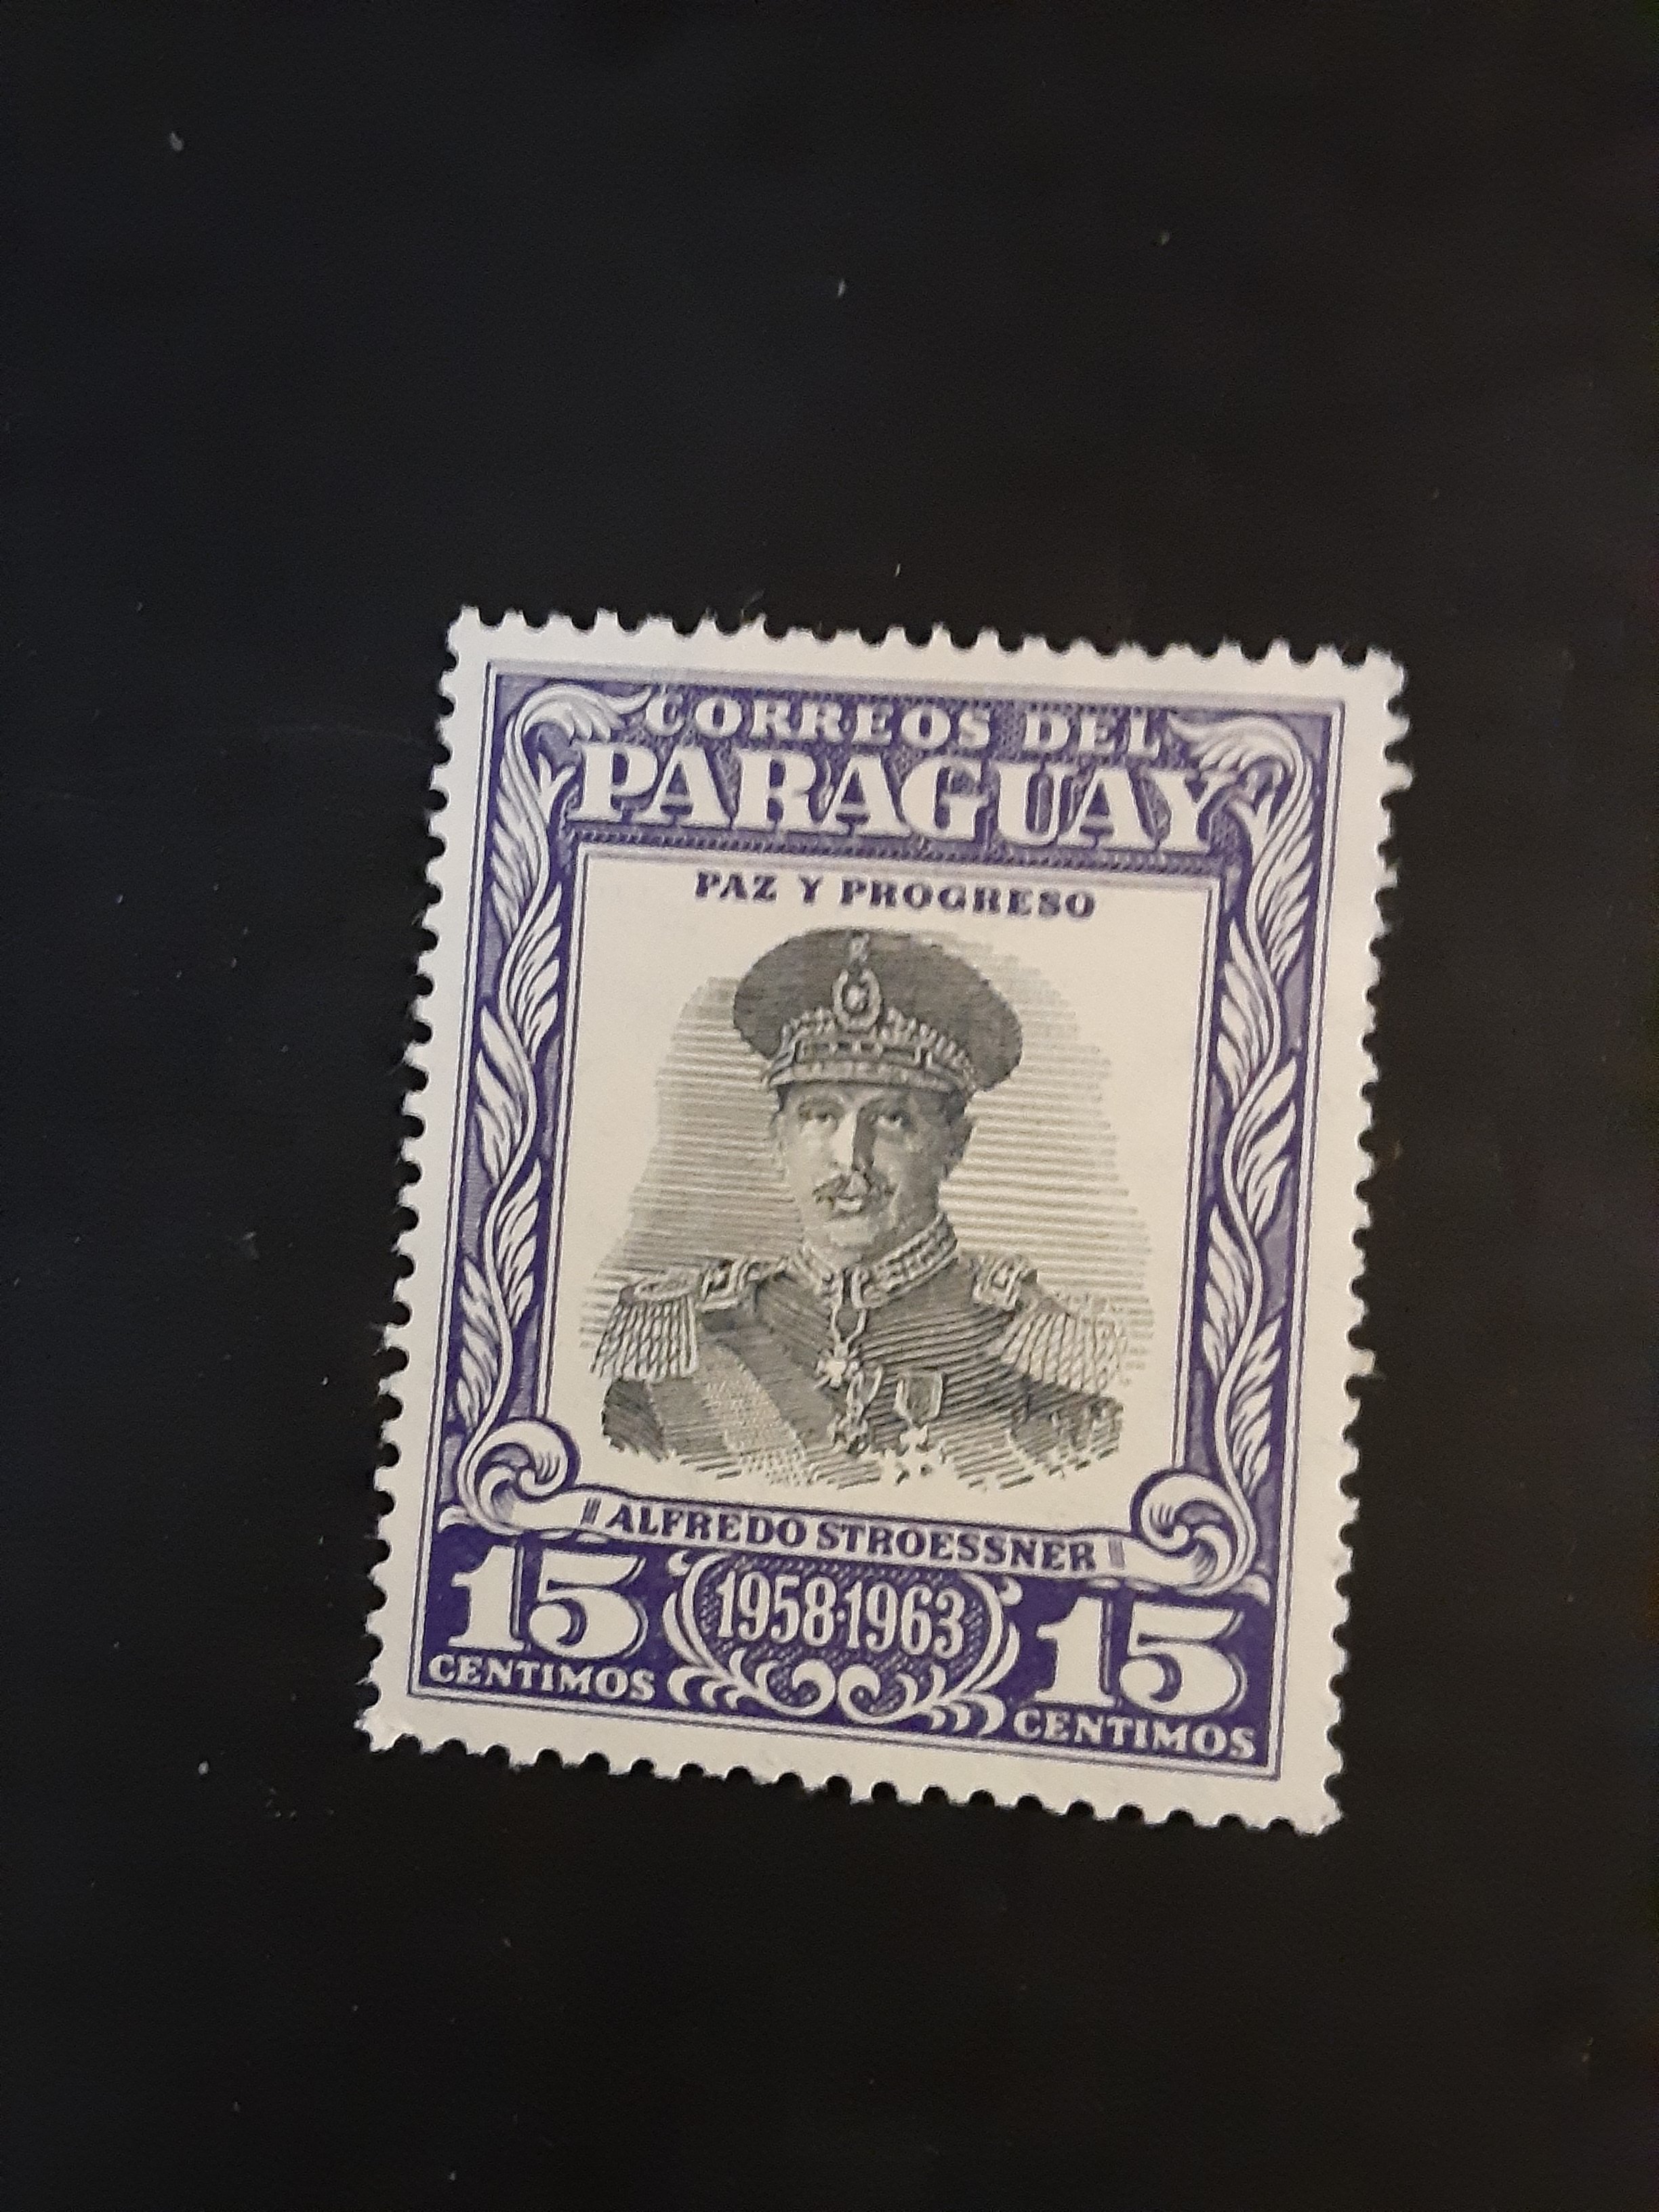 CORREOS DEL
PARAGUAY
PAZ Y PROGRESO
ALFREDO STROESSNER
15 1958·1963 15
CENTIMOS CENTIMOS